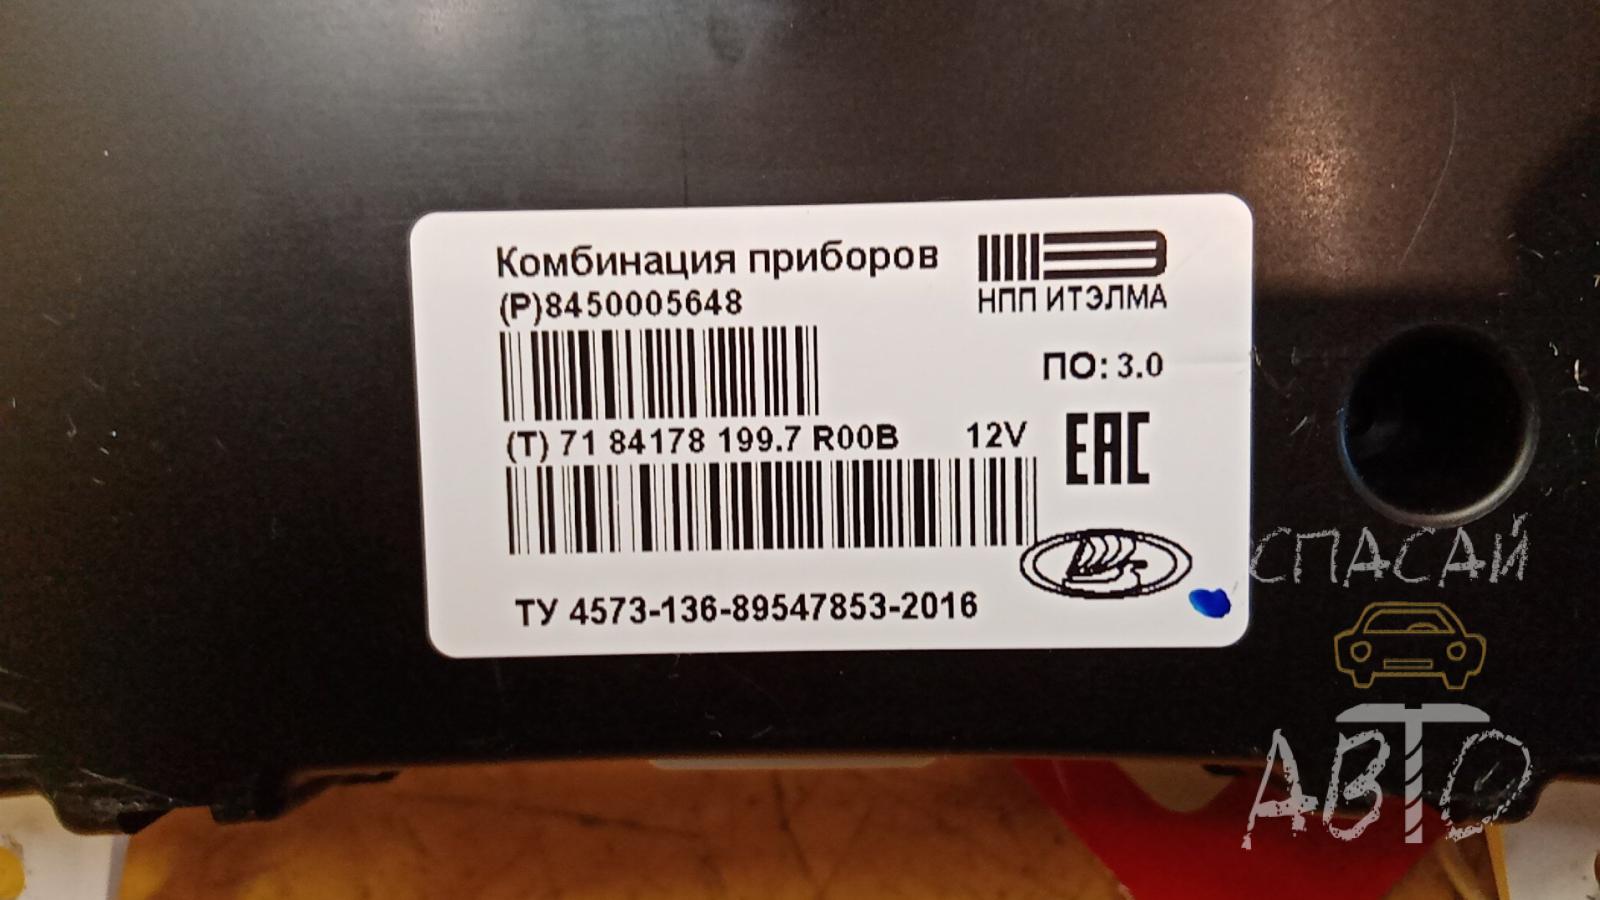 Комбинация приборов
(P)8450005648
НПП ИТЭЛМА
ПО: 3.0
(T) 71 84178 199.7 R00B 12V
EAC
ТУ 4573-136-89547853-2016
СПАСАЙ
АВТО